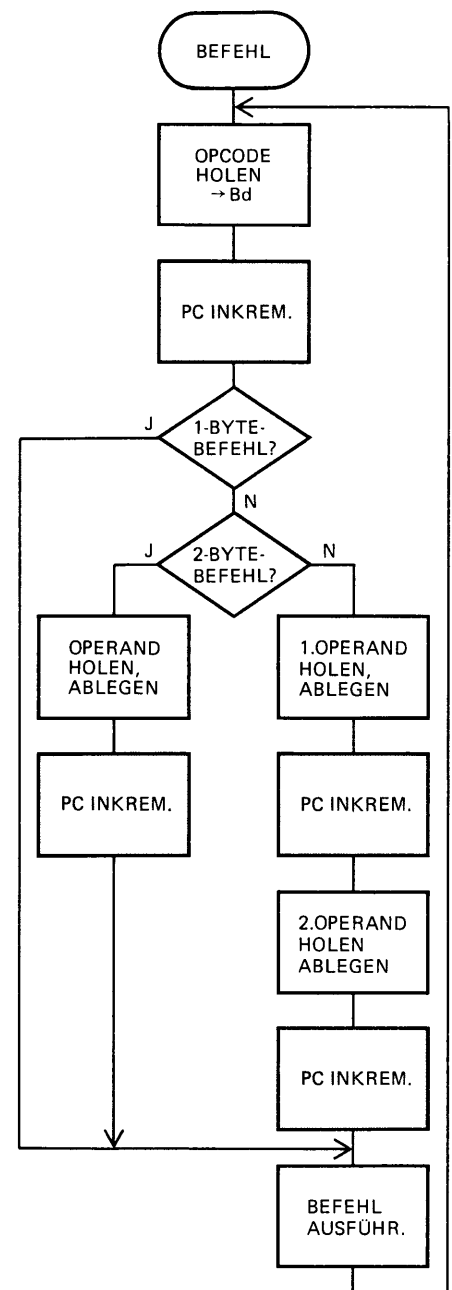 BEFEHL
OPCODE
HOLEN
→Bd
PC INKREM.
J
1-BYTE-
BEFEHL?
N
J
2-BYTE-
BEFEHL?
N
OPERAND
HOLEN,
ABLEGEN
PC INKREM.
1.OPERAND
HOLEN,
ABLEGEN
PC INKREM.
2.OPERAND
HOLEN
ABLEGEN
PC INKREM.
BEFEHL
AUSFÜHR.